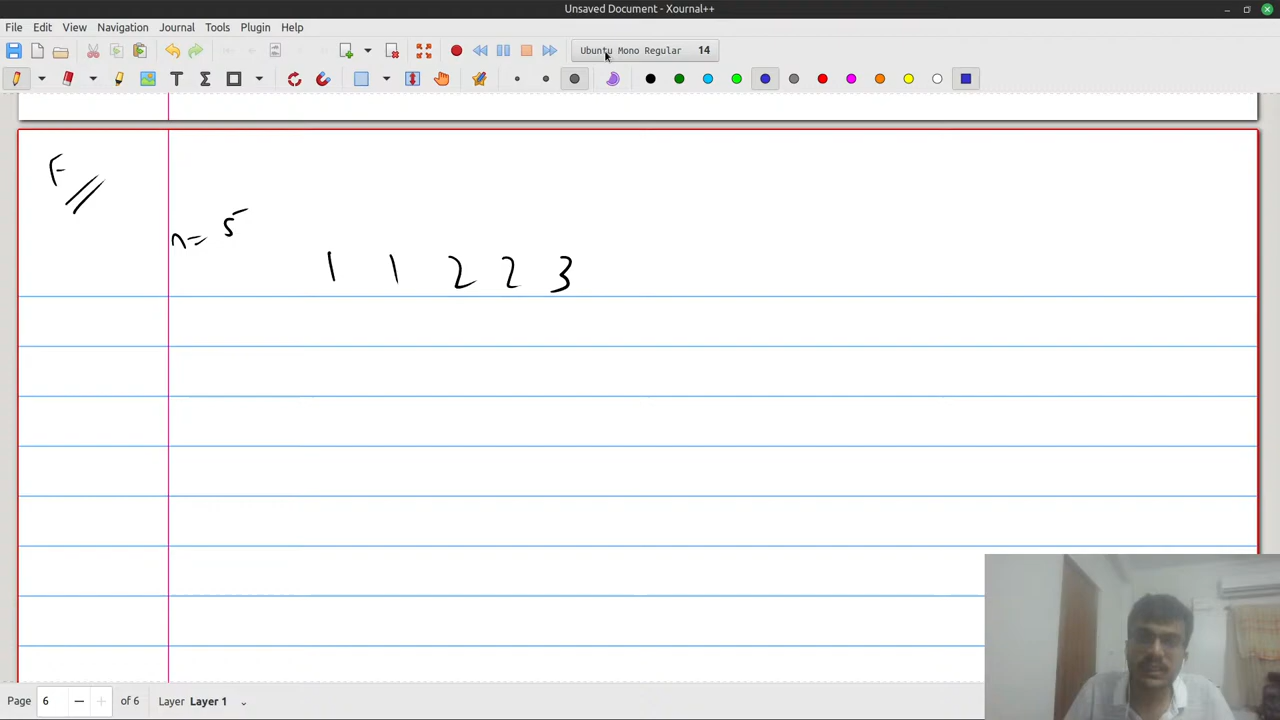 Unsaved Document - Xournal++
File Edit View Navigation Journal Tools Plugin Help
Ubuntu Mono Regular 14
F
n= 5
1 1 2 2 3
Page 6 of 6 Layer Layer 1